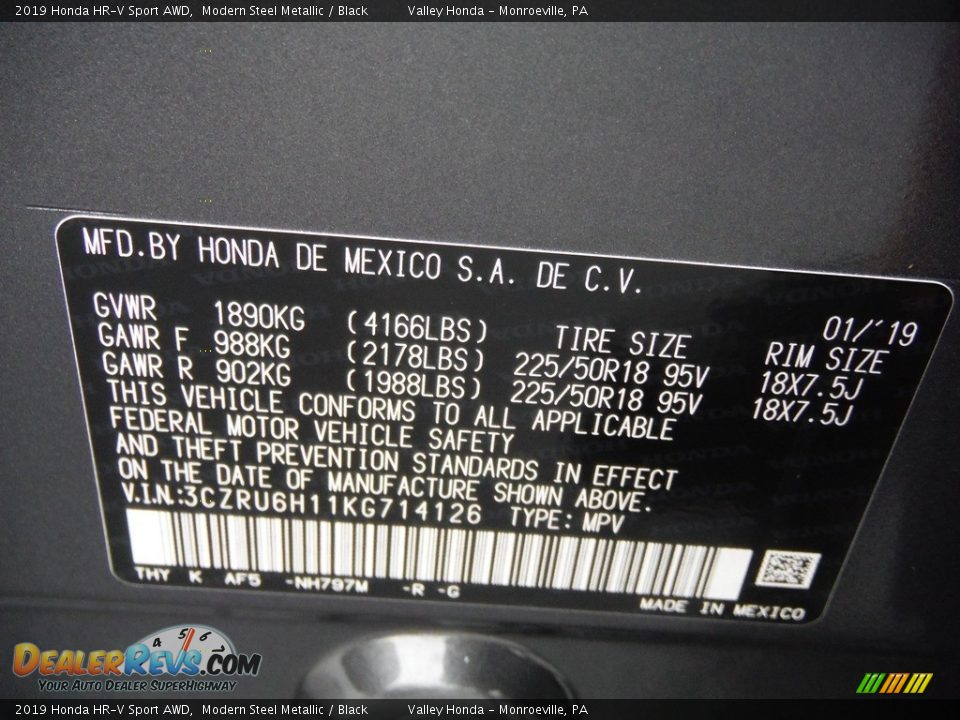 2019 Honda HR-V Sport AWD, Modern Steel Metallic / Black Valley Honda - Monroeville, PA
MFD.BY HONDA DE MEXICO S.A. DE C.V.
01/'19
GVWR 1890KG (4166LBS) TIRE SIZE RIM SIZE
GAWR F 988KG (2178LBS) 225/50R18 95V 18X7.5J
GAWR R 902KG (1988LBS) 225/50R18 95V 18X7.5J
THIS VEHICLE CONFORMS TO ALL APPLICABLE
FEDERAL MOTOR VEHICLE SAFETY
AND THEFT PREVENTION STANDARDS IN EFFECT
ON THE DATE OF MANUFACTURE SHOWN ABOVE.
V.I.N.:3CZRU6H11KG714126 TYPE: MPV
THY K AF5 -NH797M -R -G
MADE IN MEXICO
4 5 6
DealerRevs.com
Your Auto Dealer SuperHighway
2019 Honda HR-V Sport AWD, Modern Steel Metallic / Black Valley Honda - Monroeville, PA